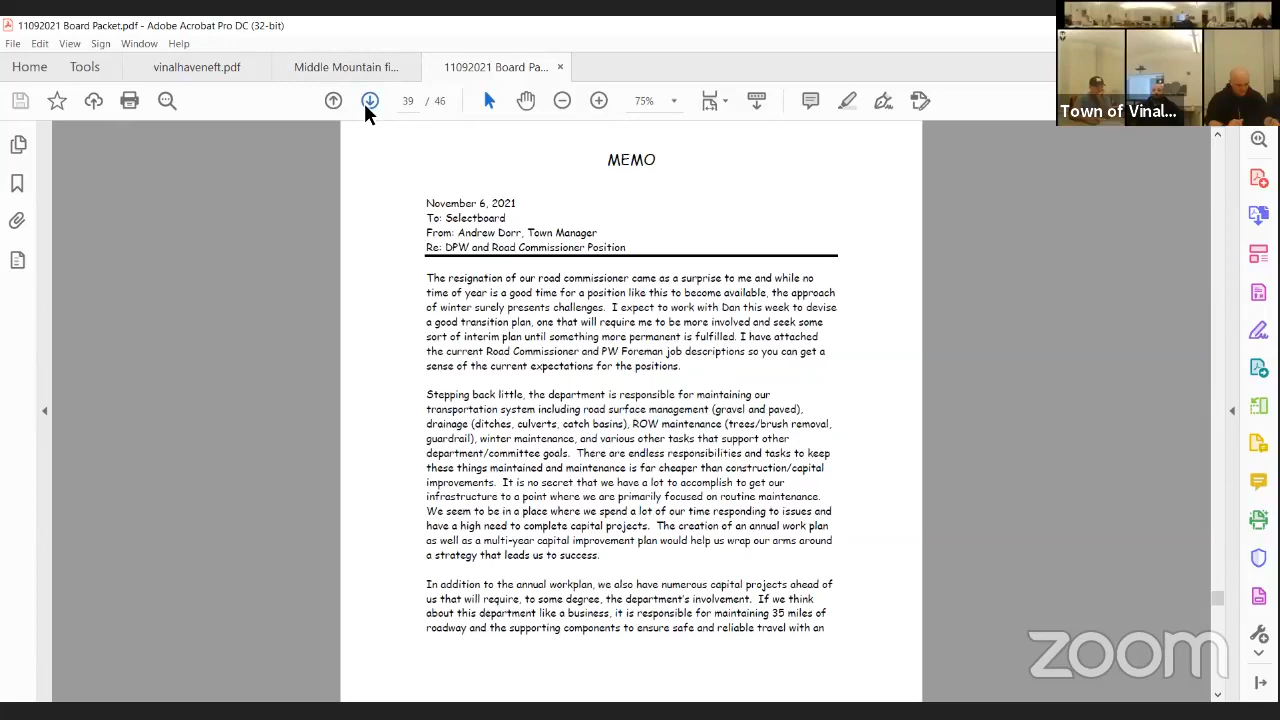 11092021 Board Packet.pdf - Adobe Acrobat Pro DC (32-bit)
File Edit View Sign Window Help
Home Tools vinalhaveneft.pdf Middle Mountain fi... 11092021 Board Pa... ×
39 / 46 75%
Town of Vinal...
MEMO
November 6, 2021
To: Selectboard
From: Andrew Dorr, Town Manager
Re: DPW and Road Commissioner Position
The resignation of our road commissioner came as a surprise to me and while no
time of year is a good time for a position like this to become available, the approach
of winter surely presents challenges. I expect to work with Dan this week to devise
a good transition plan, one that will require me to be more involved and seek some
sort of interim plan until something more permanent is fulfilled. I have attached
the current Road Commissioner and PW Foreman job descriptions so you can get a
sense of the current expectations for the positions.
Stepping back little, the department is responsible for maintaining our
transportation system including road surface management (gravel and paved),
drainage (ditches, culverts, catch basins), ROW maintenance (trees/brush removal,
guardrail), winter maintenance, and various other tasks that support other
department/committee goals. There are endless responsibilities and tasks to keep
these things maintained and maintenance is far cheaper than construction/capital
improvements. It is no secret that we have a lot to accomplish to get our
infrastructure to a point where we are primarily focused on routine maintenance.
We seem to be in a place where we spend a lot of our time responding to issues and
have a high need to complete capital projects. The creation of an annual work plan
as well as a multi-year capital improvement plan would help us wrap our arms around
a strategy that leads us to success.
In addition to the annual workplan, we also have numerous capital projects ahead of
us that will require, to some degree, the department's involvement. If we think
about this department like a business, it is responsible for maintaining 35 miles of
roadway and the supporting components to ensure safe and reliable travel with an
zoom